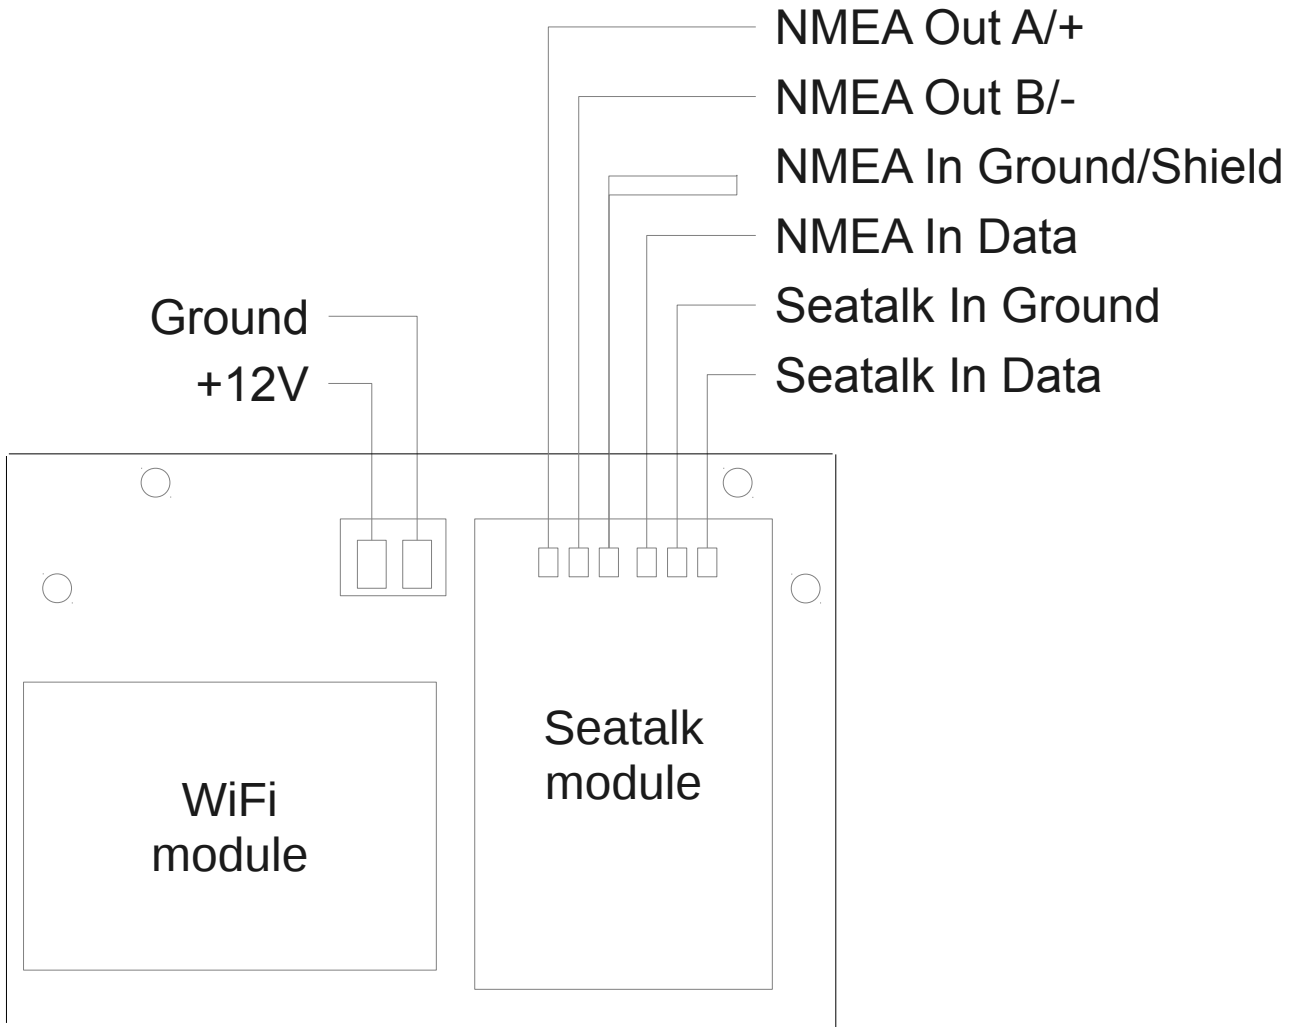 NMEA Out A/+
NMEA Out B/-
NMEA In Ground/Shield
NMEA In Data
Seatalk In Ground
Seatalk In Data
Ground
+12V
Seatalk
module
WiFi
module